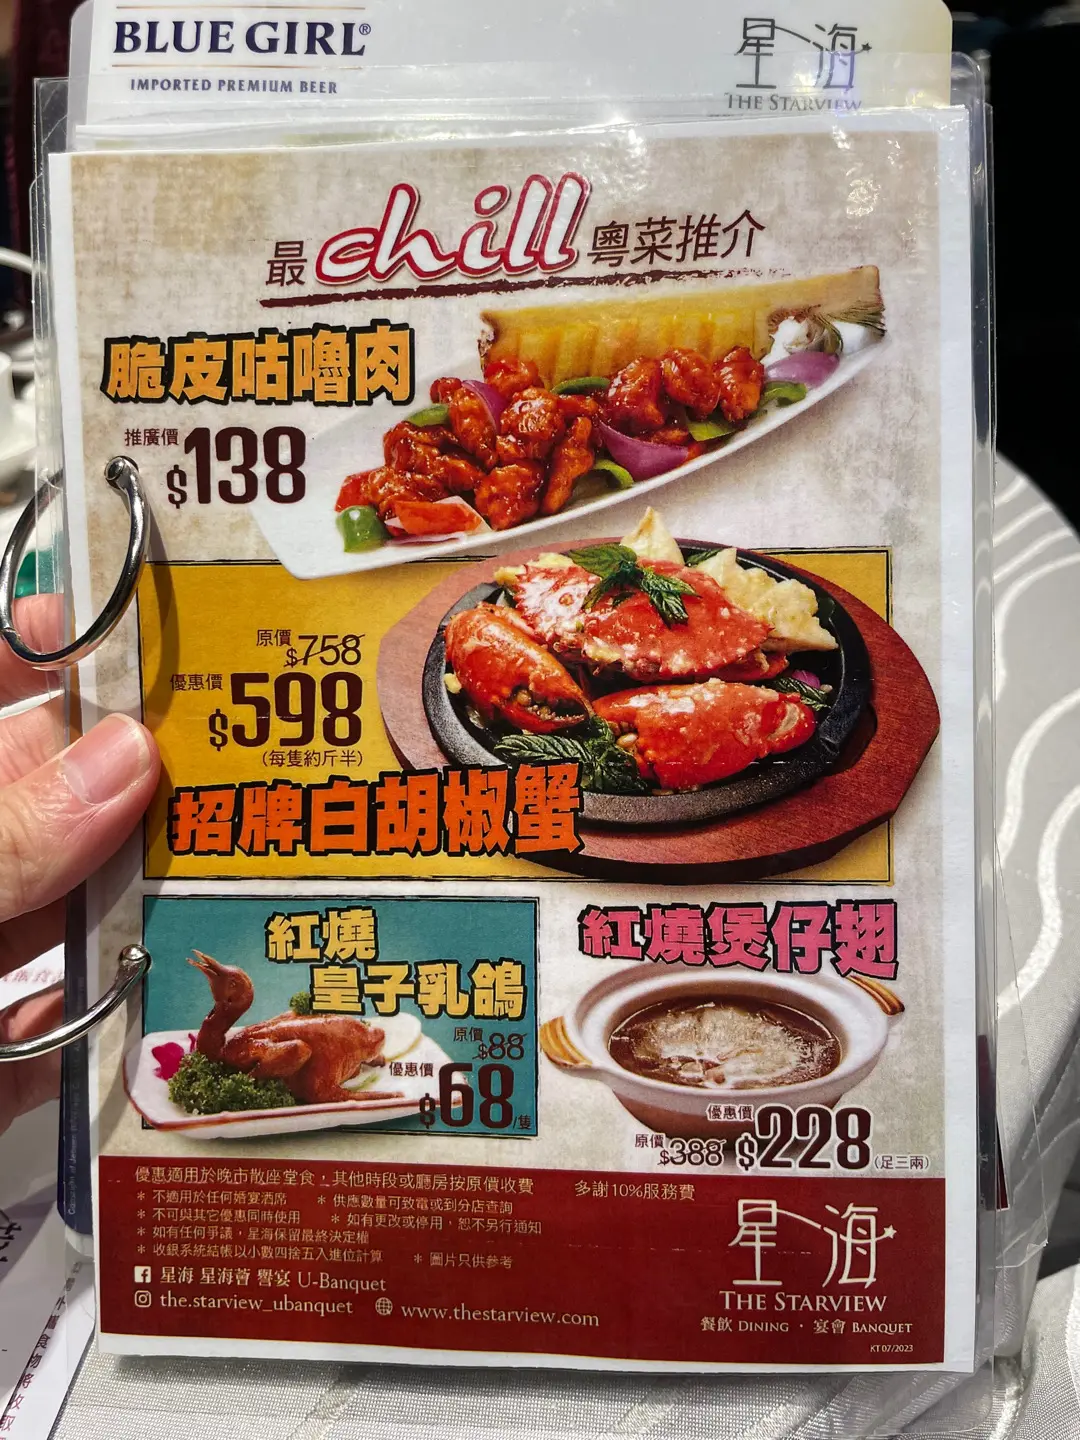 BLUE GIRL®
IMPORTED PREMIUM BEER
星海
THE STARVIEW
最chill粵菜推介
脆皮咕嚕肉
推廣價
$138
原價
$758
優惠價
$598
(每隻約斤半)
招牌白胡椒蟹
紅燒
皇子乳鴿
原價
$88
優惠價
$68/隻
紅燒煲仔翅
優惠價
原價
$388 $228 (足三兩)
優惠適用於晚市散座堂食,其他時段或廳房按原價收費 多謝10%服務費
* 不適用於任何婚宴酒席 * 供應數量可致電或到分店查詢
* 不可與其它優惠同時使用 * 如有更改或停用,恕不另行通知
* 如有任何爭議,星海保留最終決定權
* 收銀系統結帳以小數四捨五入進位計算 * 圖片只供參考
星海 星海薈 響宴 U-Banquet
the.starview_ubanquet www.thestarview.com
星海
THE STARVIEW
餐飲 DINING · 宴會 BANQUET
KT 07/2023